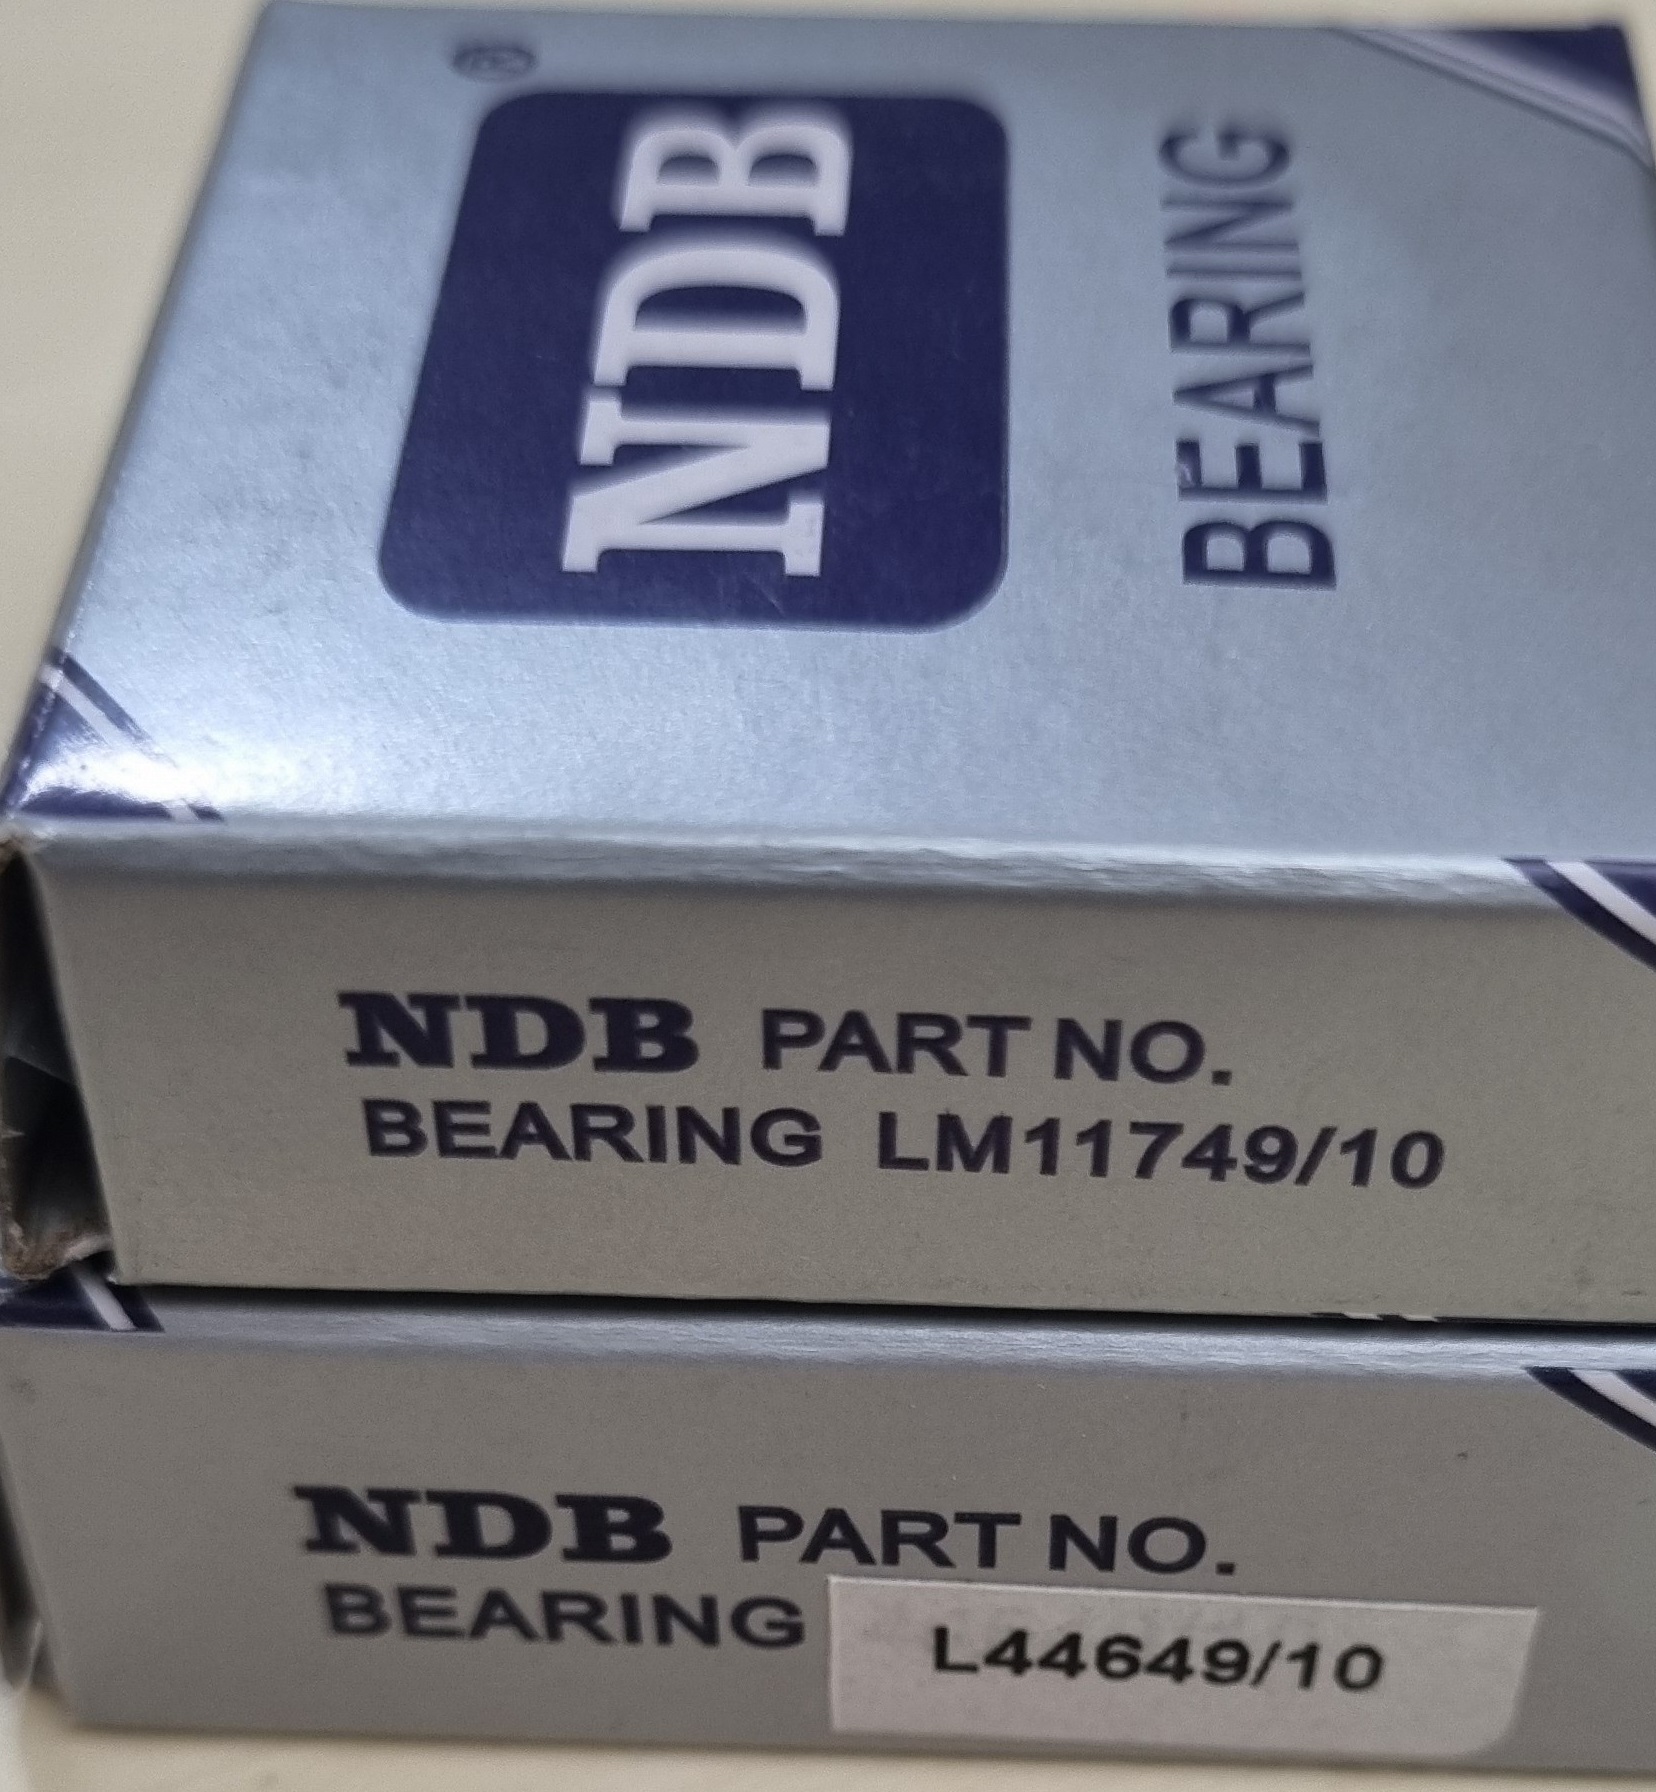 ®
NDB
BEARING
NDB PART NO.
BEARING LM11749/10
NDB PART NO.
BEARING L44649/10